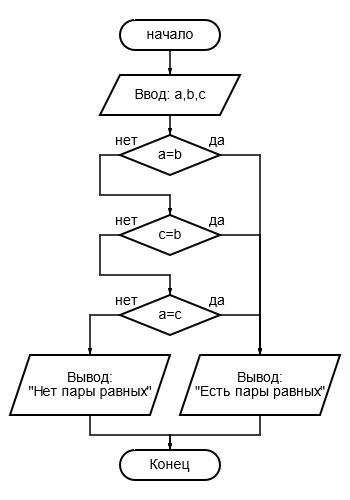 начало
Ввод: a,b,c
нет
да
a=b
нет
да
c=b
нет
да
a=c
Вывод:
"Нет пары равных"
Вывод:
"Есть пары равных"
Конец